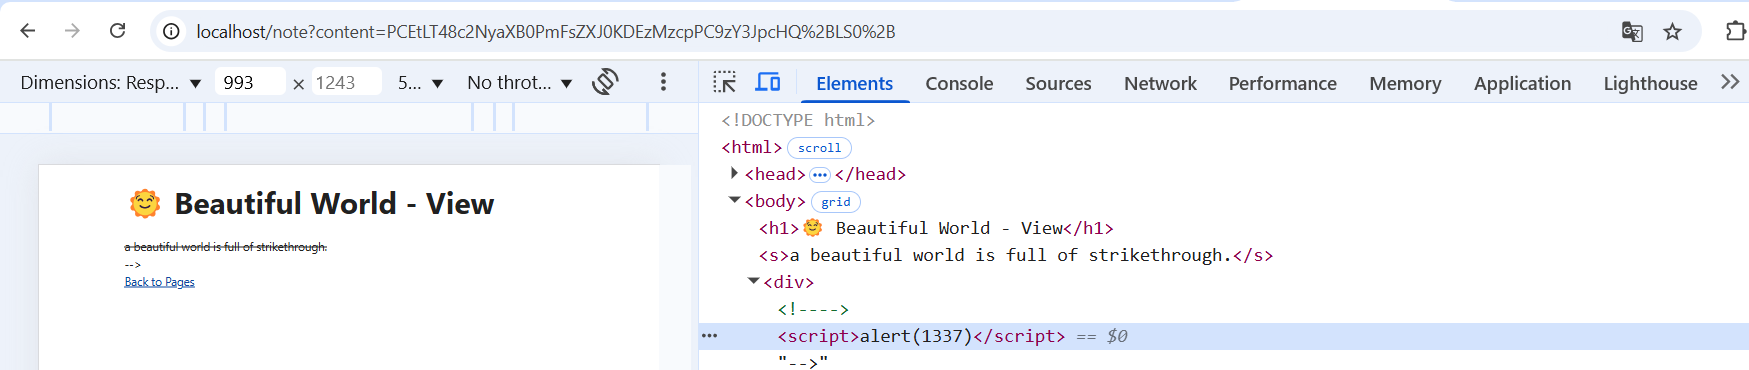 localhost/note?content=PCEtLT48c2NyaXB0PmFsZXJ0KDEzMzcpPC9zY3JpcHQ%2BLS0%2B
Dimensions: Resp... ▼ 993 × 1243 5... ▼ No throt... ▼
Elements Console Sources Network Performance Memory Application Lighthouse
🌞 Beautiful World - View
a beautiful world is full of strikethrough.
-->
Back to Pages
<!DOCTYPE html>
<html> scroll
<head> ••• </head>
<body> grid
<h1>🌞 Beautiful World - View</h1>
<s>a beautiful world is full of strikethrough.</s>
<div>
<!---->
<script>alert(1337)</script> == $0
"-->"